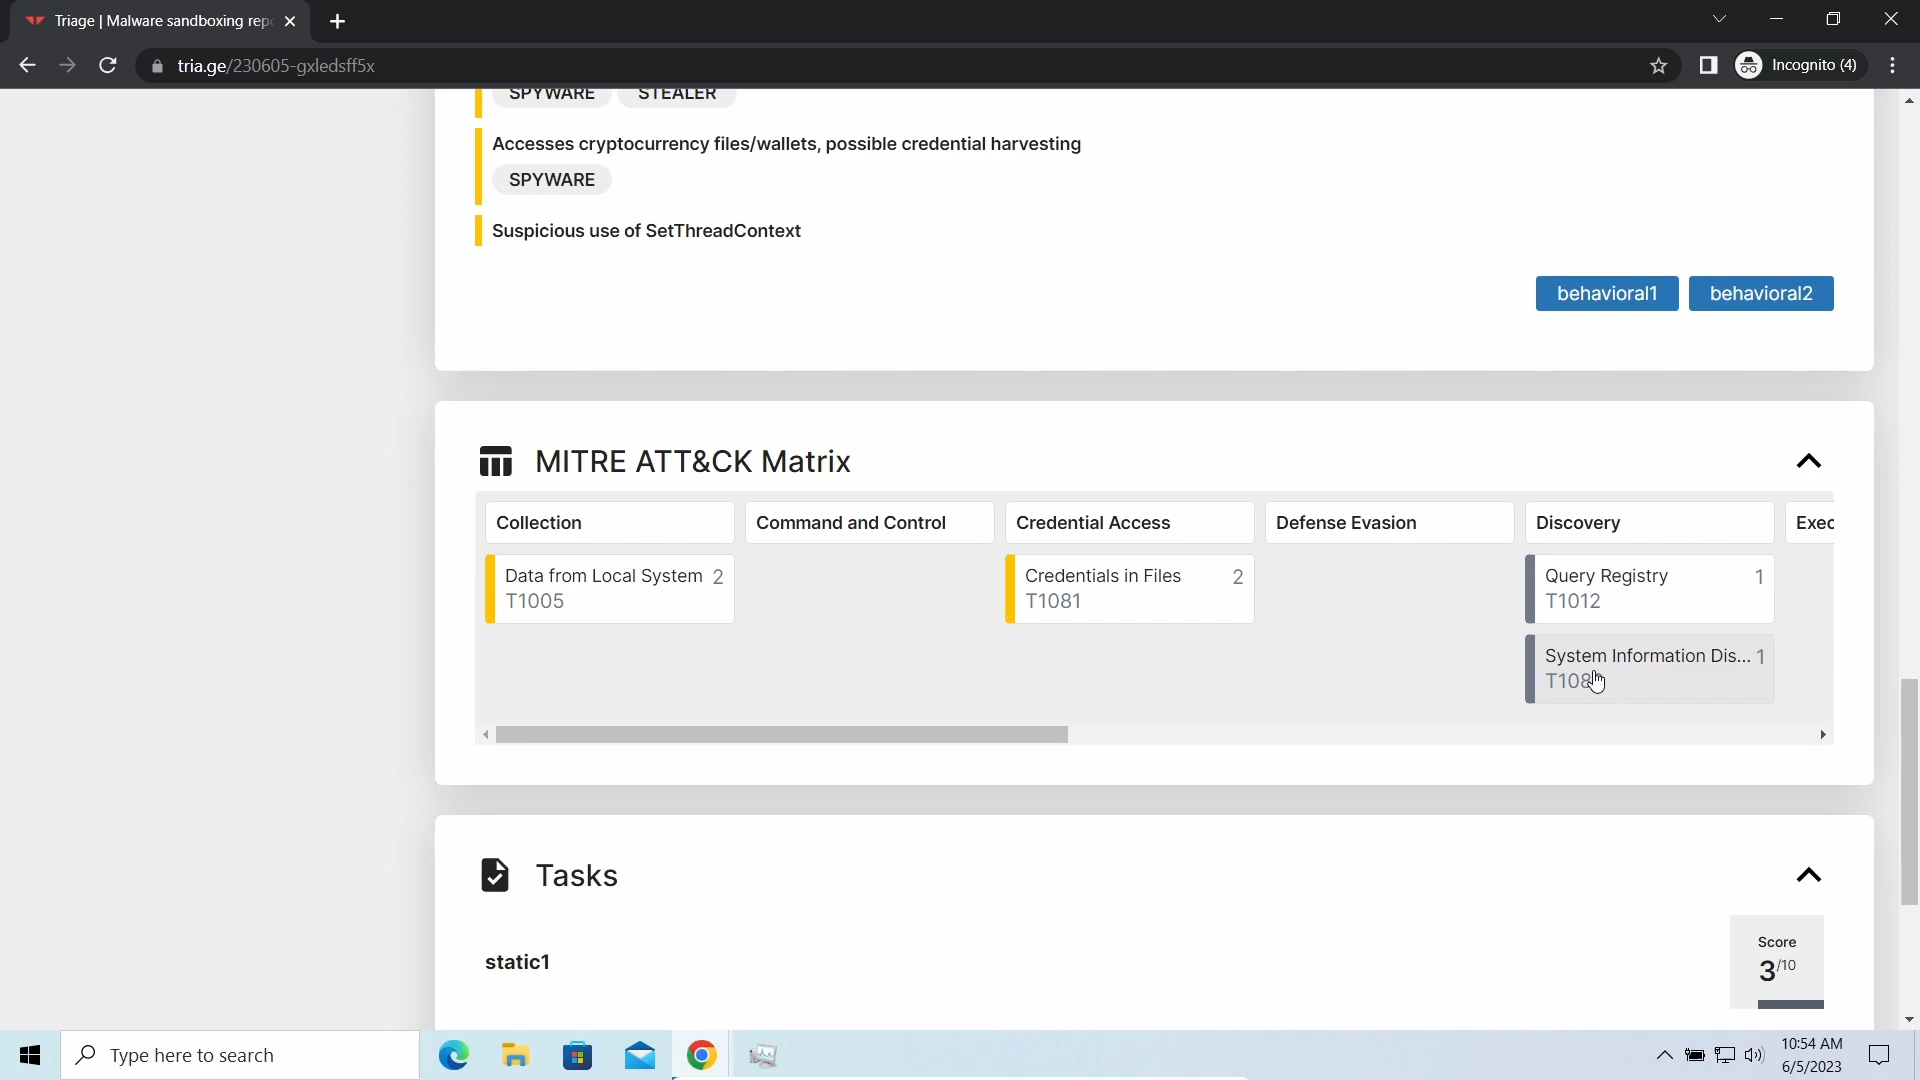 Triage | Malware sandboxing rep
tria.ge/230605-gxledsff5x
Incognito (4)
SPYWARE STEALER
Accesses cryptocurrency files/wallets, possible credential harvesting
SPYWARE
Suspicious use of SetThreadContext
behavioral1 behavioral2
MITRE ATT&CK Matrix
Collection Command and Control Credential Access Defense Evasion Discovery Exec
Data from Local System 2 Credentials in Files 2 Query Registry 1
T1005 T1081 T1012
System Information Dis... 1
T108
Tasks
Score
static1
3/10
Type here to search
10:54 AM
6/5/2023